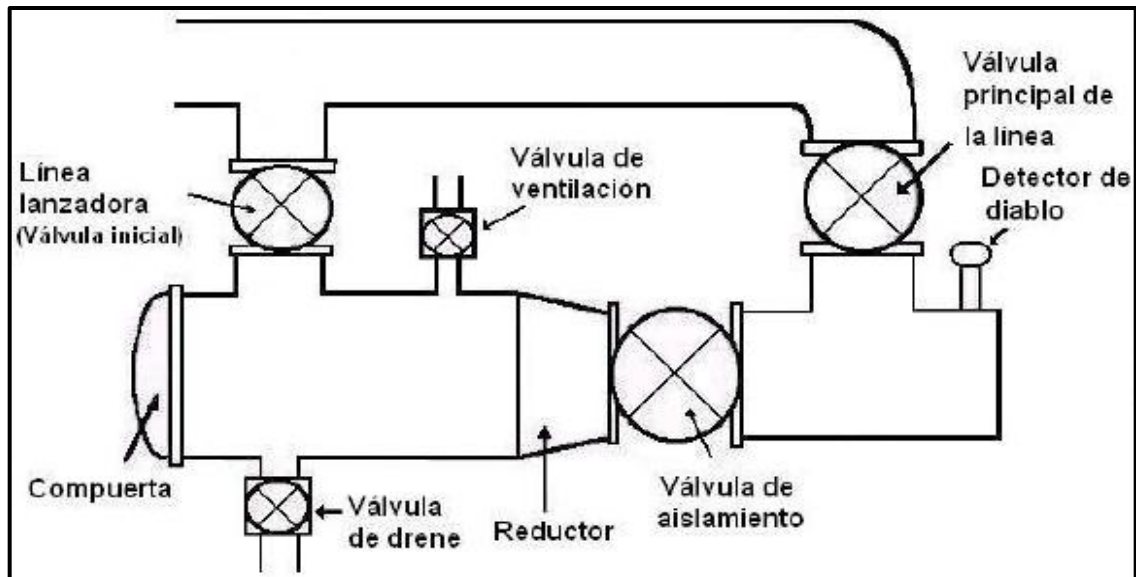 Válvula
principal de
la línea
Línea
lanzadora
(Válvula inicial)
Válvula de
ventilación
Detector de
diablo
Compuerta
Válvula
de drene
Reductor
Válvula de
aislamiento